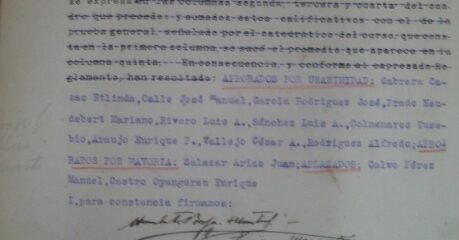 se expresa en las columnas segunda, tercera y cuarta del cua
dro que precede: y sumados estos calificativos con el de la
prueba general, señalado por el catedrático del curso, que cons
ta en la primera columna, se sacó el promedio que aparece en la
columna quinta.- En consecuencia, y conforme al expresado Re-
glamento, han resultado: APROBADOS POR UNANIMIDAD: Cabrera Ca-
sas Etlinda, Calle José Manuel, García Rodríguez José, Prado Neu-
debert Mariano, Rivero Luis A., Sánchez Luis A., Colmenares Euse-
bio, Araujo Enrique F., Vallejo César A., Rodríguez Alfredo; APRO
BADOS POR MAYORIA: Salazar Arias Juan; APLAZADOS: Calvo Pérez
Manuel, Castro Oyanguren Enrique
I, para constancia firmamos: